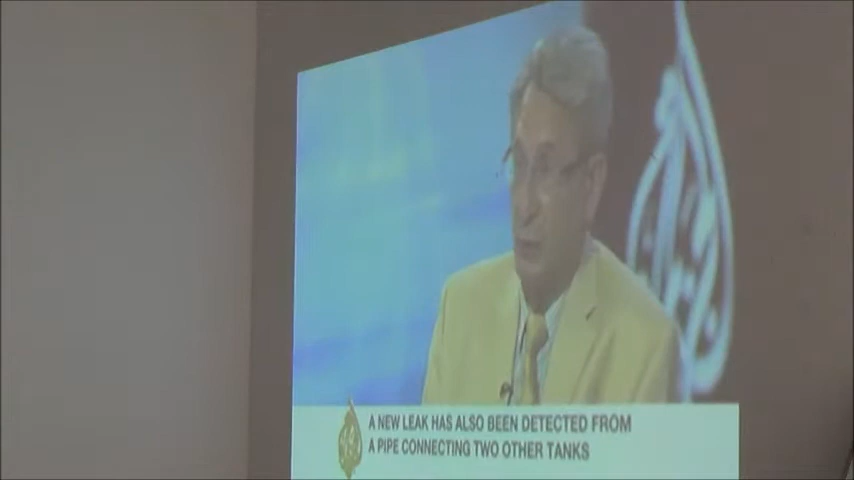 A NEW LEAK HAS ALSO BEEN DETECTED FROM
A PIPE CONNECTING TWO OTHER TANKS